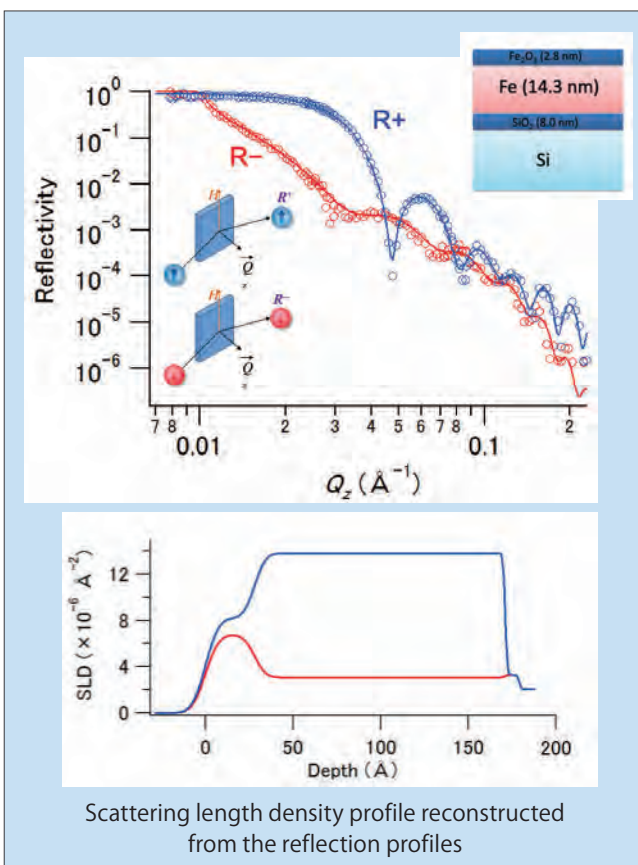 Fe₂O₃ (2.8 nm)
Fe (14.3 nm)
SiO₂ (8.0 nm)
Si
10⁰
10⁻¹
10⁻²
10⁻³
10⁻⁴
10⁻⁵
10⁻⁶
Reflectivity
R+
R−
H
R⁺
Q
z
H
R⁻
Q
z
7 8 2 3 4 5 6 7 8 2
0.01 0.1
Q_z (Å⁻¹)
SLD (×10⁻⁶ Å⁻²)
12
8
4
0
0 50 100 150 200
Depth (Å)
Scattering length density profile reconstructed
from the reflection profiles